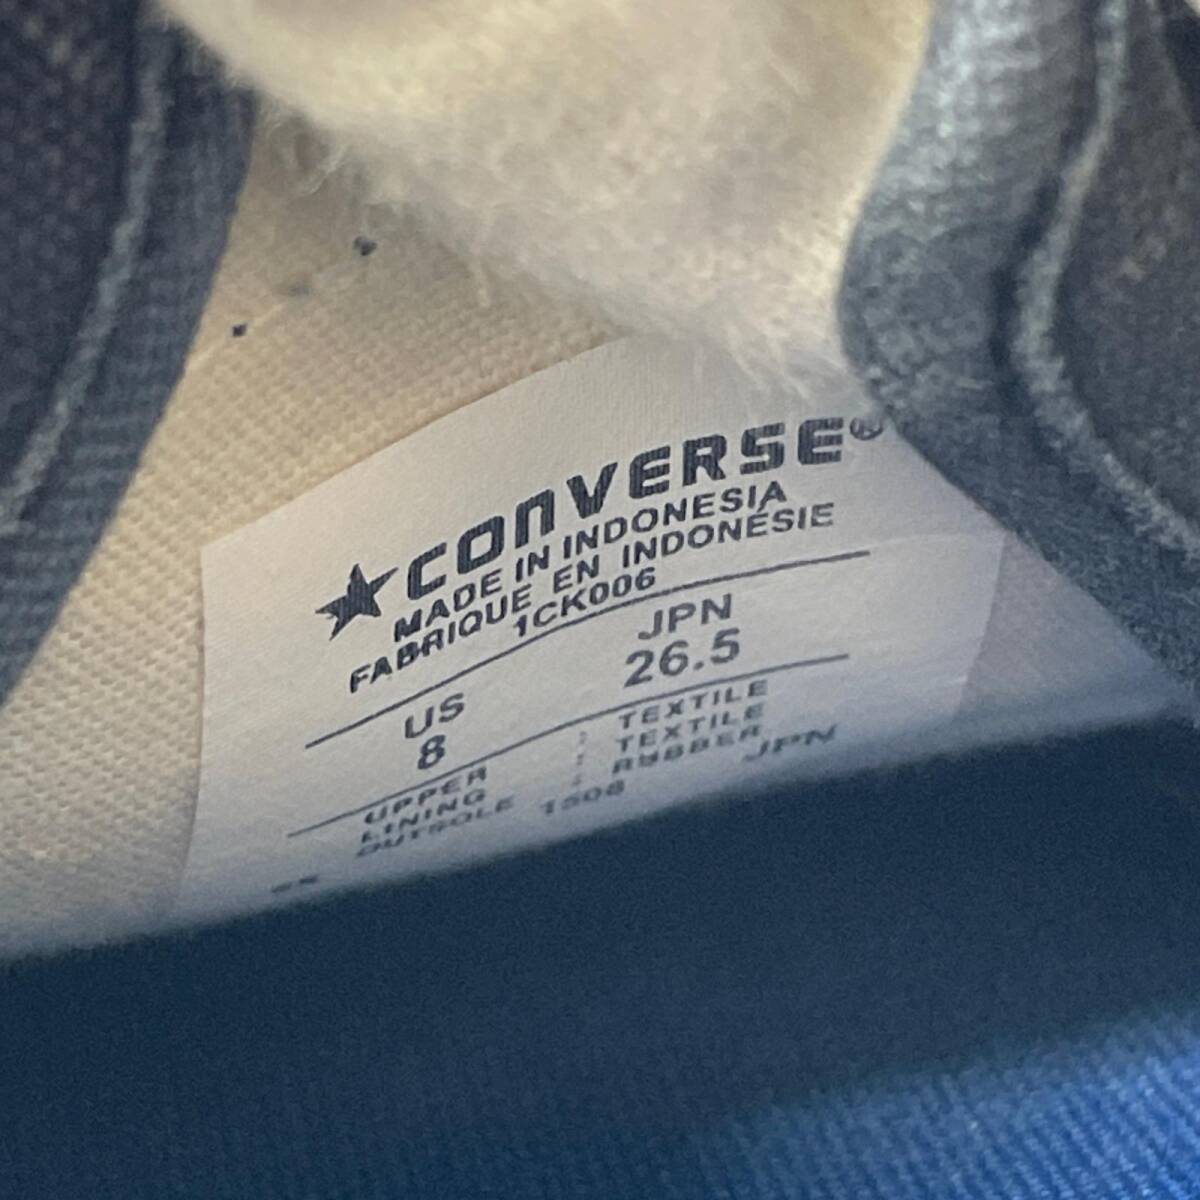 ★CONVERSE®
MADE IN INDONESIA
FABRIQUE EN INDONÉSIE
1CK006
US JPN
8 26.5
UPPER : TEXTILE
LINING : TEXTILE
OUTSOLE : RUBBER
1508 JPN